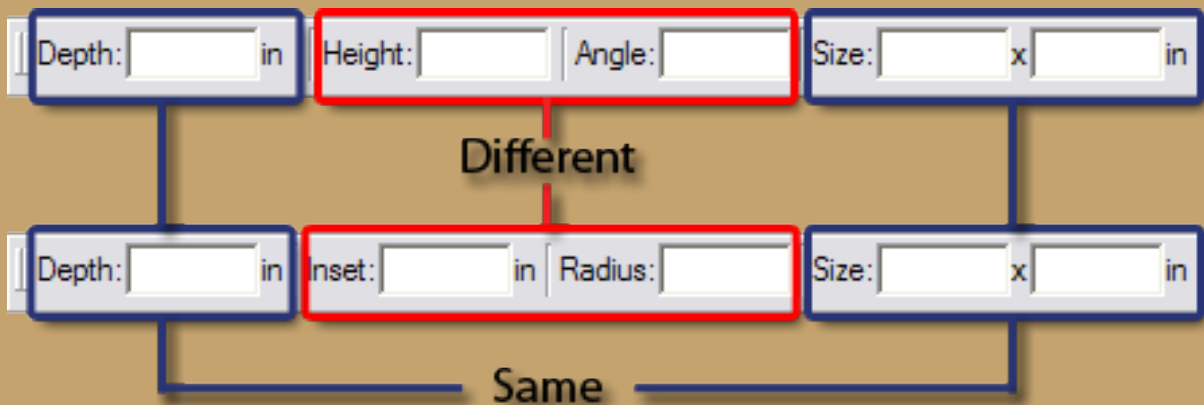 Depth: in Height: Angle: Size: x in
Different
Depth: in Inset: in Radius: Size: x in
Same